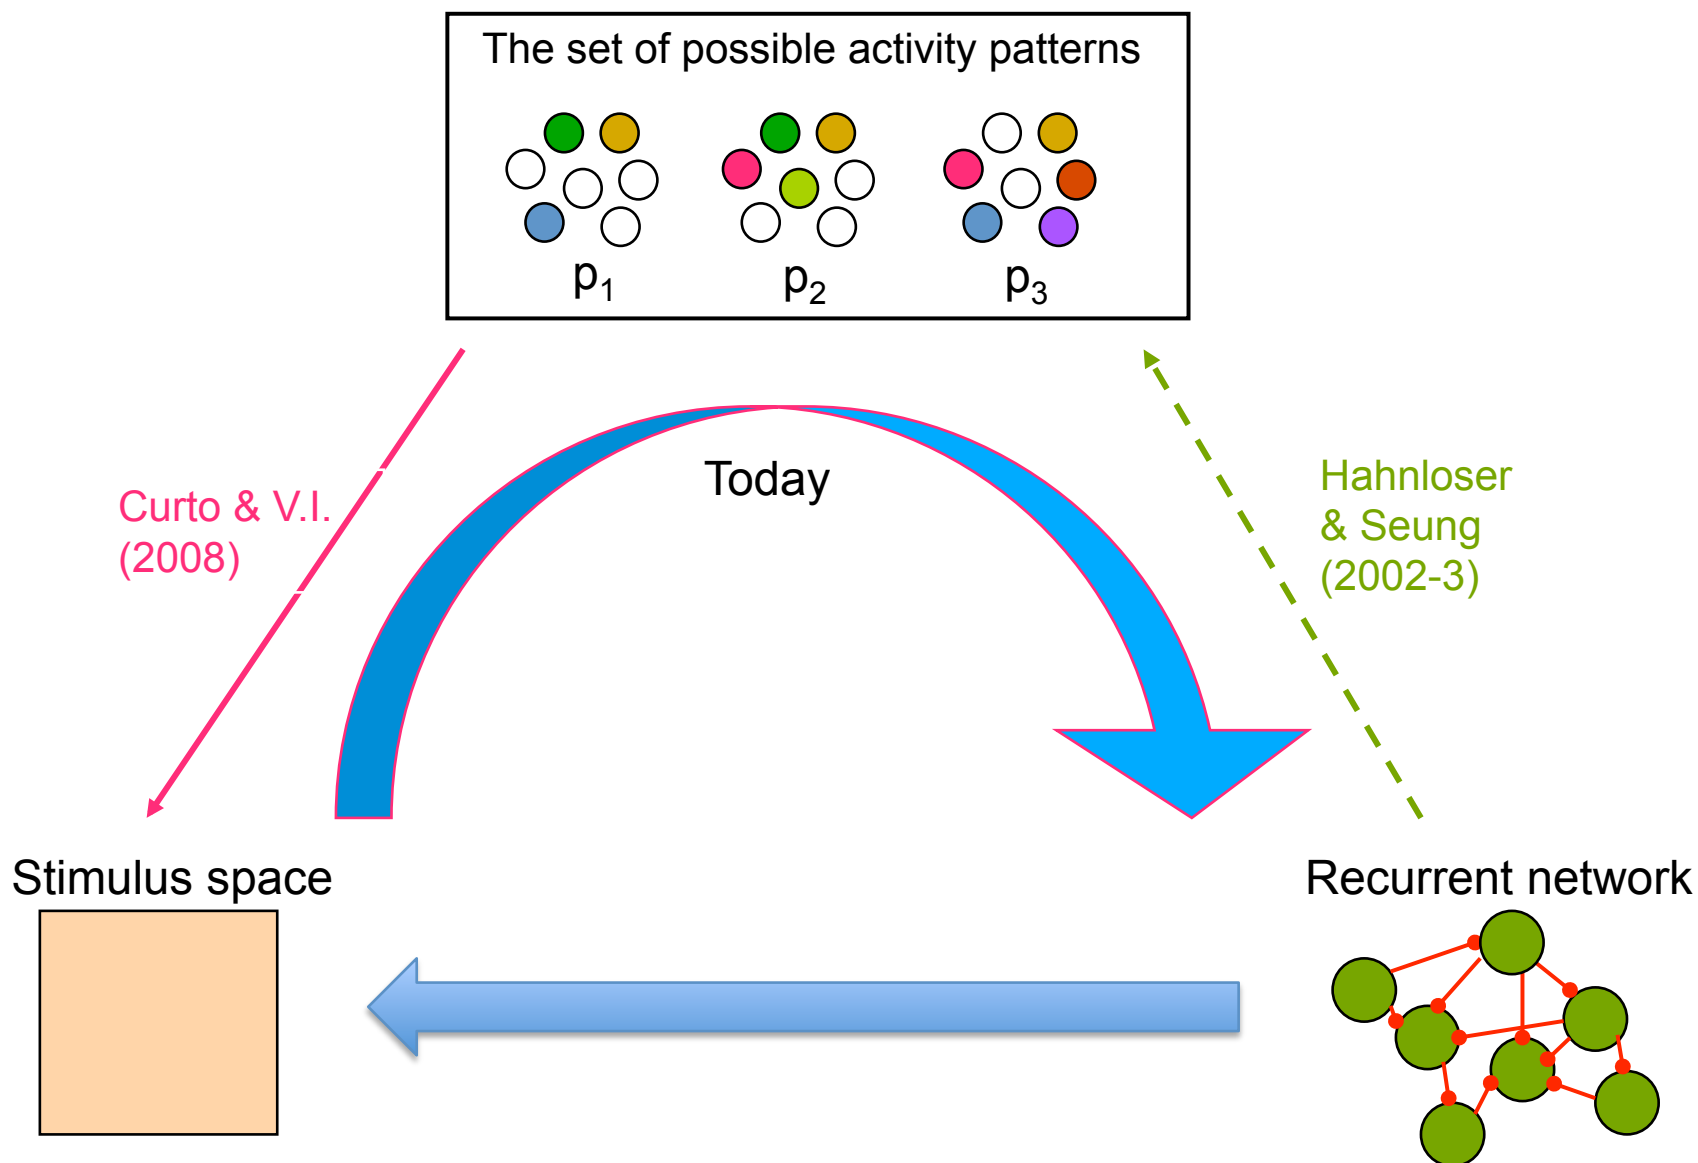 The set of possible activity patterns
p1
p2
p3
Today
Curto & V.I.
(2008)
Hahnloser
& Seung
(2002-3)
Stimulus space
Recurrent network